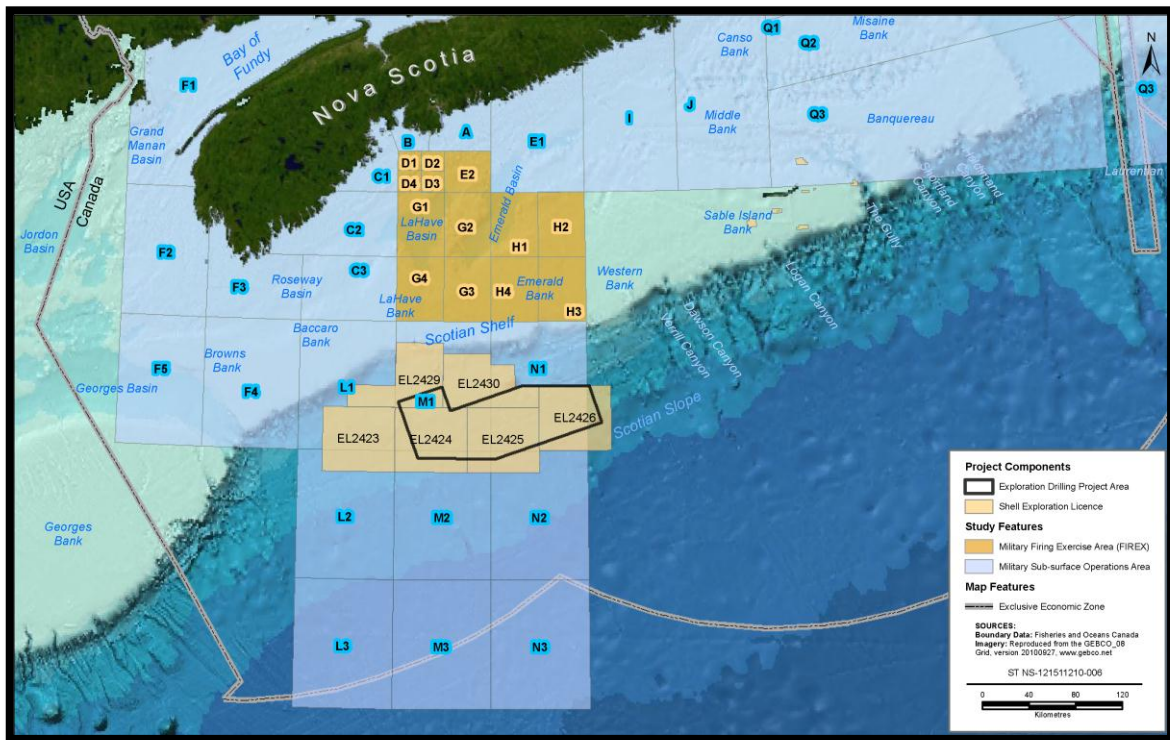 Bay of
Fundy
Nova Scotia
Canso
Bank
Misaine
Bank
Q1
Q2
Q3
Q3
N
F1
Grand
Manan
Basin
USA
Canada
Jordon
Basin
A
B
C1
D1
D2
D4
D3
E2
E1
I
J
Middle
Bank
Banquereau
Laurentian
The Gully
Logan Canyon
Dawson Canyon
Verrill Canyon
G1
LaHave
Basin
G2
Emerald Basin
H1
H2
Sable Island
Bank
F2
F3
Roseway
Basin
C2
C3
G4
LaHave
Bank
G3
H4
Emerald
Bank
H3
Western
Bank
Scotian Shelf
Baccaro
Bank
Browns
Bank
F5
Georges Basin
F4
L1
M1
N1
EL2429
EL2430
EL2426
EL2423
EL2424
EL2425
Scotian Slope
Georges
Bank
L2
M2
N2
L3
M3
N3
Project Components
Exploration Drilling Project Area
Shell Exploration Licence
Study Features
Military Firing Exercise Area (FIREX)
Military Sub-surface Operations Area
Map Features
Exclusive Economic Zone
SOURCES:
Boundary Data: Fisheries and Oceans Canada
Imagery: Reproduced from the GEBCO_08
Grid, version 20100927, www.gebco.net
ST NS-121511210-006
0 40 80 120
Kilometres